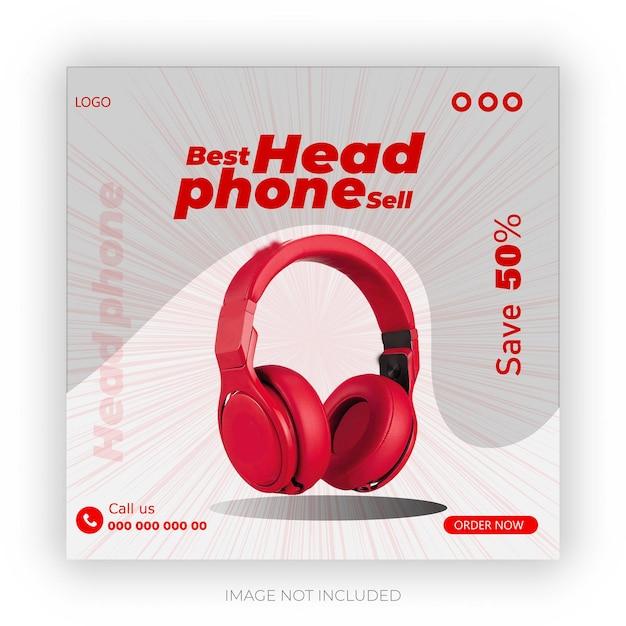 LOGO
Best Head
phone Sell
Head phone
Save 50%
Call us
000 000 000 00
ORDER NOW
IMAGE NOT INCLUDED